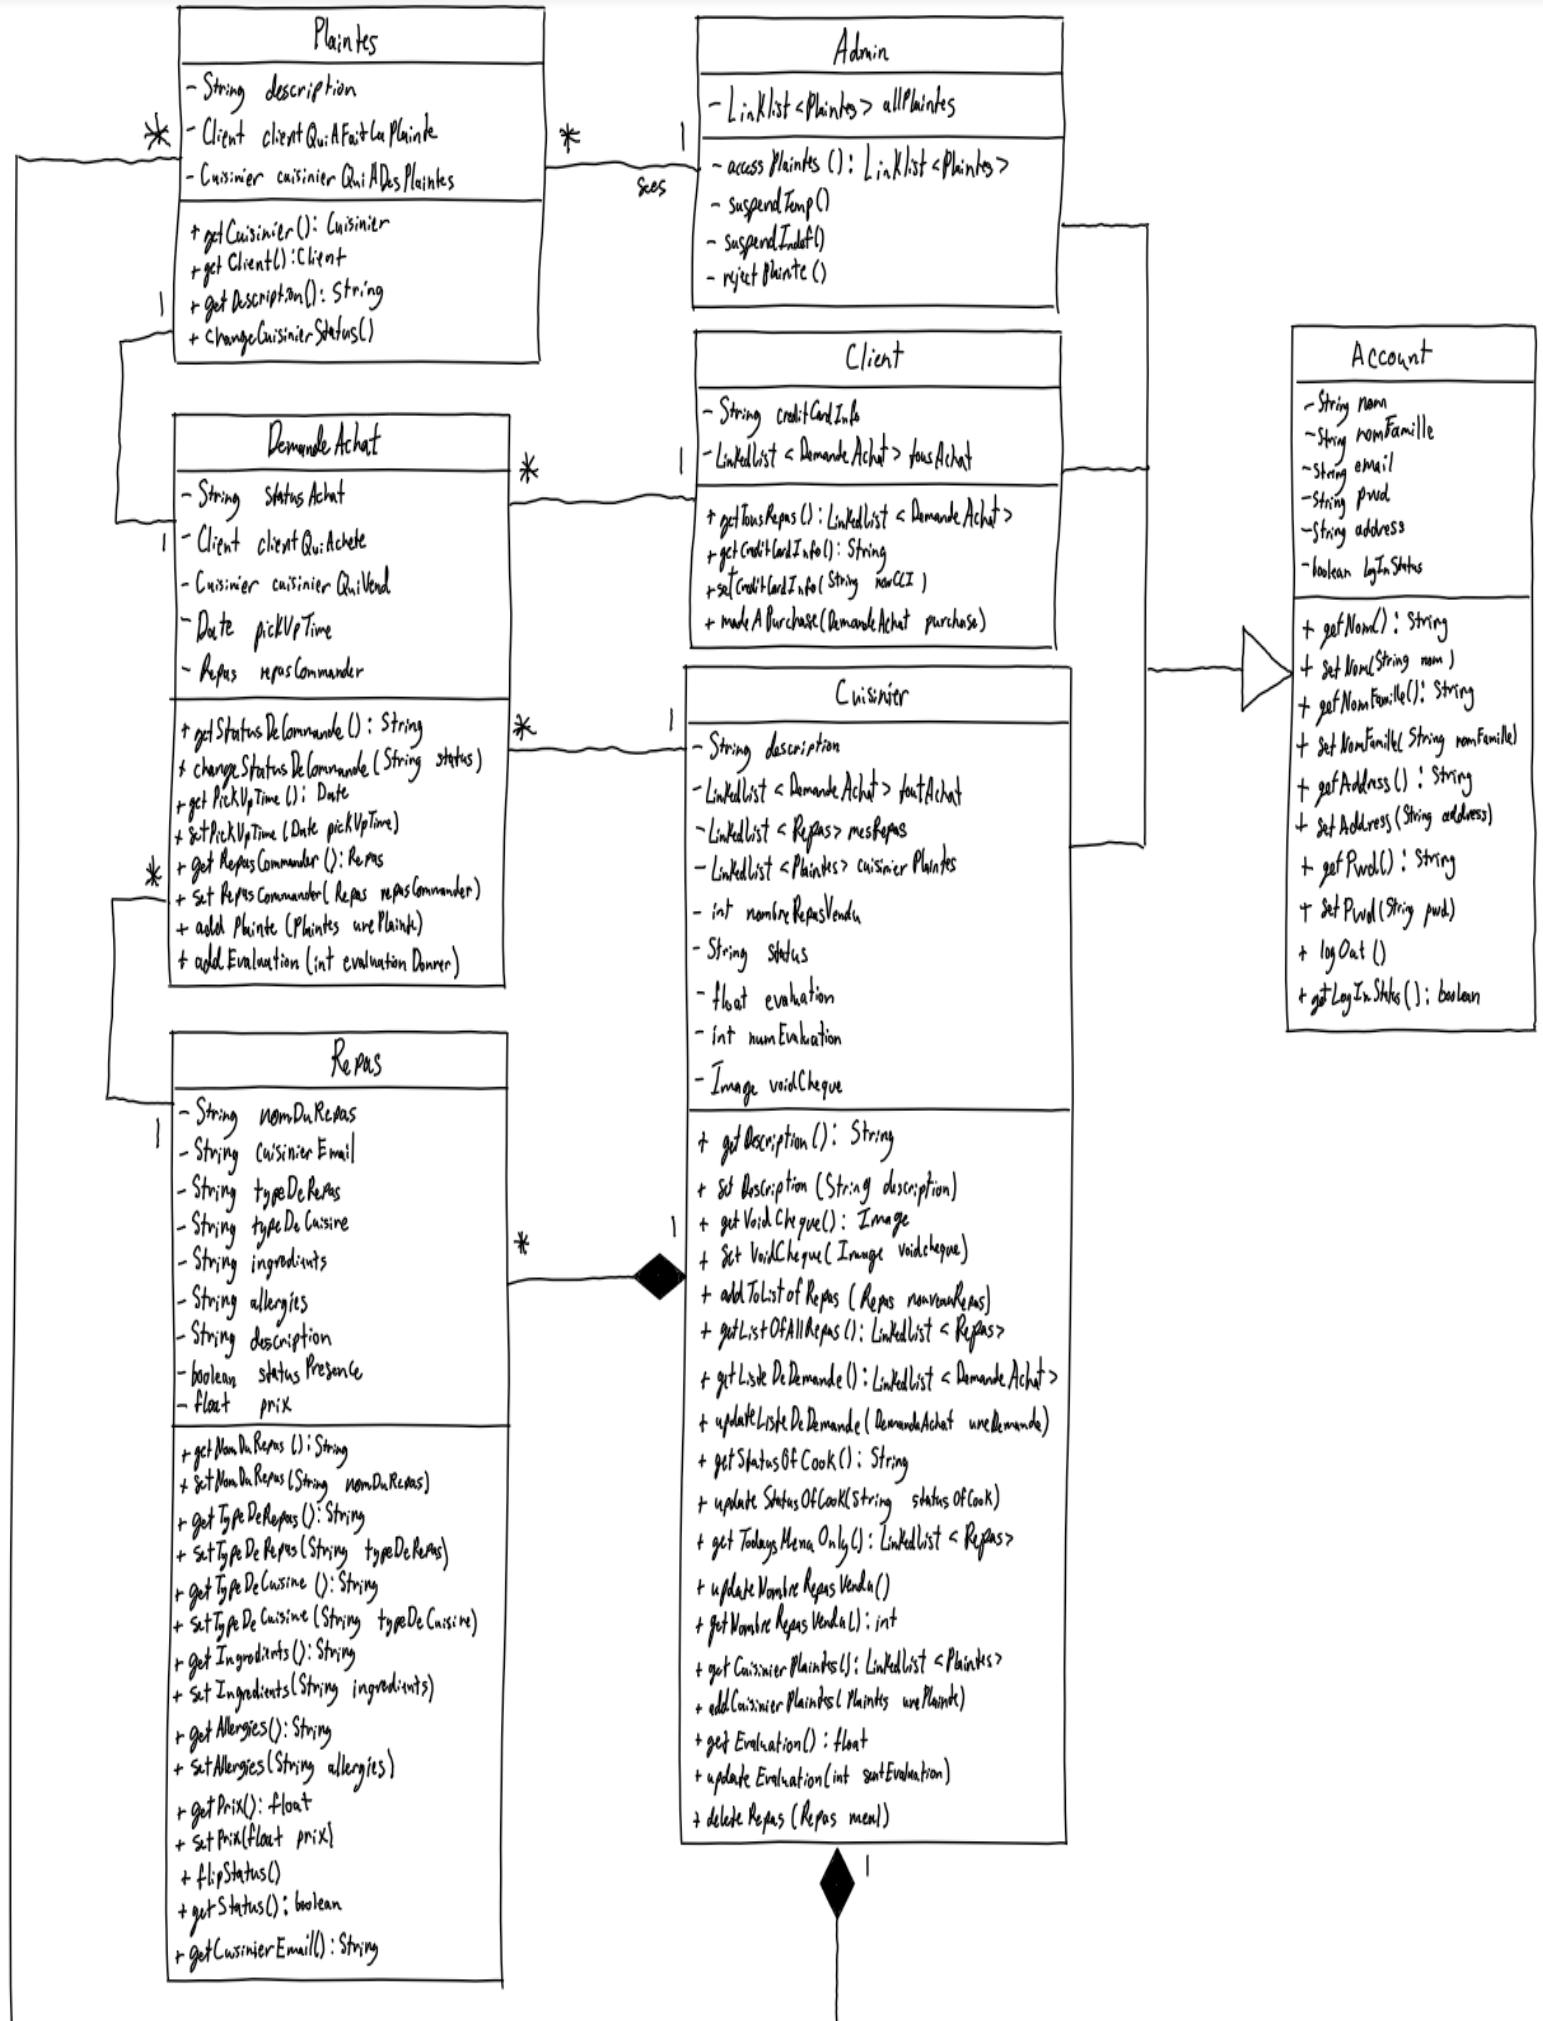 Plaintes
- String description
- Client clientQuiAFaitLaPlainte
- Cuisinier cuisinierQuiADesPlaintes
+ getCuisinier(): Cuisinier
+ getClient(): Client
+ getDescription(): String
+ changeCuisinierStatus()
*
*
1
sees
1
Admin
- LinKlist<Plaintes> allPlaintes
- accessPlaintes(): LinKlist<Plaintes>
- suspendTemp()
- suspendIndef()
- rejectPlainte()
DemandeAchat
- String statusAchat
- Client clientQuiAchete
- Cuisinier cuisinierQuiVend
- Date pickUpTime
- Repas repasCommander
+ getStatusDeCommande(): String
+ changeStatusDeCommande(String status)
+ getPickUpTime(): Date
+ setPickUpTime(Date pickUpTime)
+ getRepasCommander(): Repas
+ setRepasCommander(Repas repasCommander)
+ addPlainte(Plaintes unePlainte)
+ addEvaluation(int evaluationDonner)
1
*
1
*
1
*
Client
- String creditCardInfo
- LinkedList<DemandeAchat> tousAchat
+ getTousRepas(): LinkedList<DemandeAchat>
+ getCreditCardInfo(): String
+ setCreditCardInfo(String newCCI)
+ madeAPurchase(DemandeAchat purchase)
Account
- String nom
- String nomFamille
- String email
- String pwd
- String address
- boolean logInStatus
+ getNom(): String
+ setNom(String nom)
+ getNomFamille(): String
+ setNomFamille(String nomFamille)
+ getAddress(): String
+ setAddress(String address)
+ getPwd(): String
+ setPwd(String pwd)
+ logOut()
+ getLogInStatus(): boolean
Repas
- String nomDuRepas
- String cuisinierEmail
- String typeDeRepas
- String typeDeCuisine
- String ingredients
- String allergies
- String description
- boolean statusPresence
- float prix
+ getNomDuRepas(): String
+ setNomDuRepas(String nomDuRepas)
+ getTypeDeRepas(): String
+ setTypeDeRepas(String typeDeRepas)
+ getTypeDeCuisine(): String
+ setTypeDeCuisine(String typeDeCuisine)
+ getIngredients(): String
+ setIngredients(String ingredients)
+ getAllergies(): String
+ setAllergies(String allergies)
+ getPrix(): float
+ setPrix(float prix)
+ flipStatus()
+ getStatus(): boolean
+ getCuisinierEmail(): String
1
*
1
Cuisinier
- String description
- LinkedList<DemandeAchat> toutAchat
- LinkedList<Repas> mesRepas
- LinkedList<Plaintes> cuisinierPlaintes
- int nombreRepasVendu
- String status
- float evaluation
- int numEvaluation
- Image voidCheque
+ getDescription(): String
+ setDescription(String description)
+ getVoidCheque(): Image
+ setVoidCheque(Image voidcheque)
+ addToListofRepas(Repas nouveauRepas)
+ getListOfAllRepas(): LinkedList<Repas>
+ getListeDeDemande(): LinkedList<DemandeAchat>
+ updateListeDeDemande(DemandeAchat uneDemande)
+ getStatusOfCook(): String
+ updateStatusOfCook(String statusOfCook)
+ getTodaysMenuOnly(): LinkedList<Repas>
+ updateNombreRepasVendu()
+ getNombreRepasVendu(): int
+ getCuisinierPlaintes(): LinkedList<Plaintes>
+ addCuisinierPlaintes(Plaintes unePlainte)
+ getEvaluation(): float
+ updateEvaluation(int sentEvaluation)
+ deleteRepas(Repas meal)
1